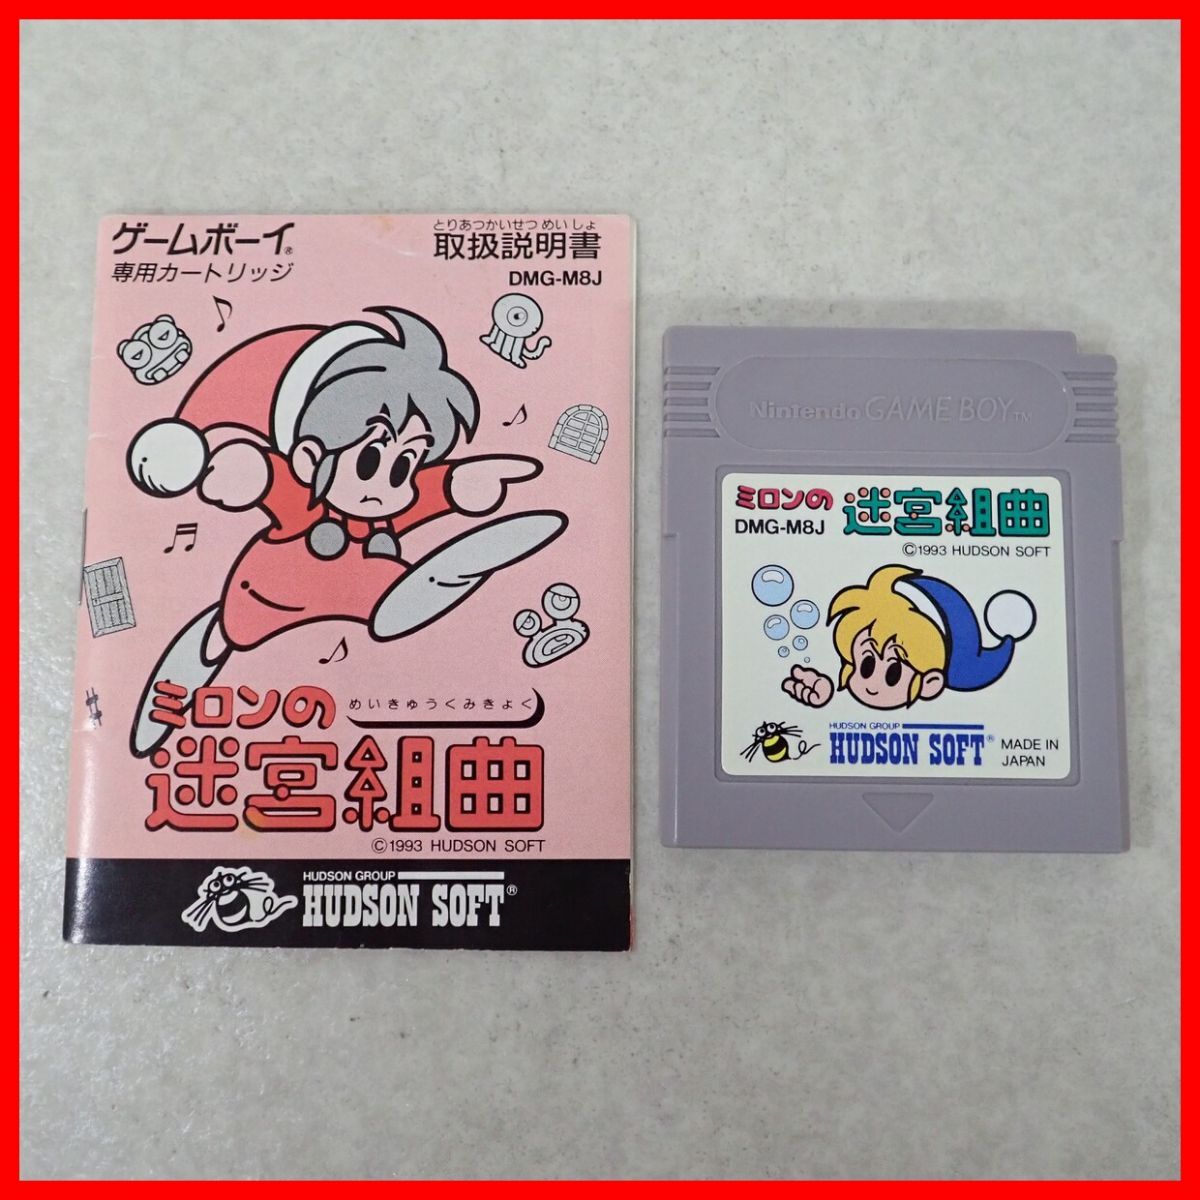 ゲームボーイ®
専用カートリッジ
とりあつかいせつめいしょ
取扱説明書
DMG-M8J
ミロンの
めいきゅうくみきょく
迷宮組曲
©1993 HUDSON SOFT
HUDSON GROUP
HUDSON SOFT®
Nintendo GAME BOY™
ミロンの 迷宮組曲
DMG-M8J
©1993 HUDSON SOFT
HUDSON GROUP
HUDSON SOFT®
MADE IN
JAPAN